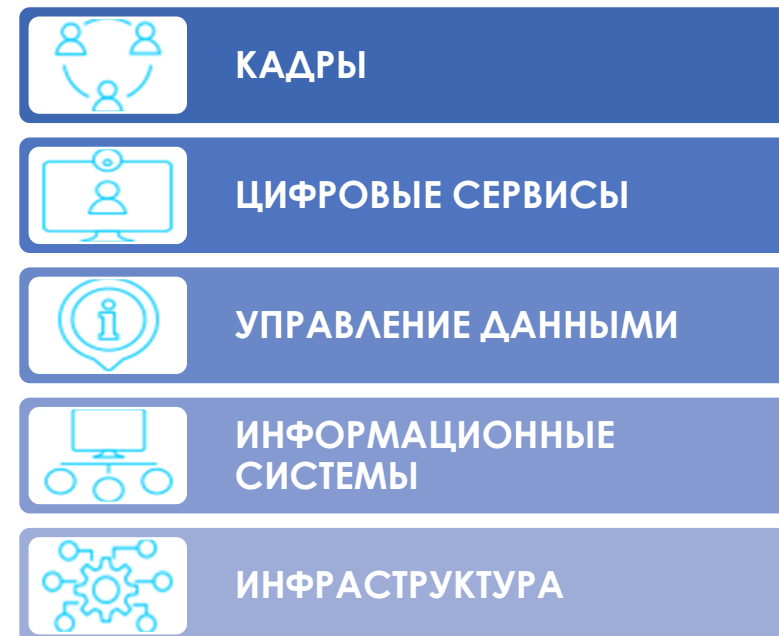 КАДРЫ
ЦИФРОВЫЕ СЕРВИСЫ
УПРАВЛЕНИЕ ДАННЫМИ
ИНФОРМАЦИОННЫЕ
СИСТЕМЫ
ИНФРАСТРУКТУРА